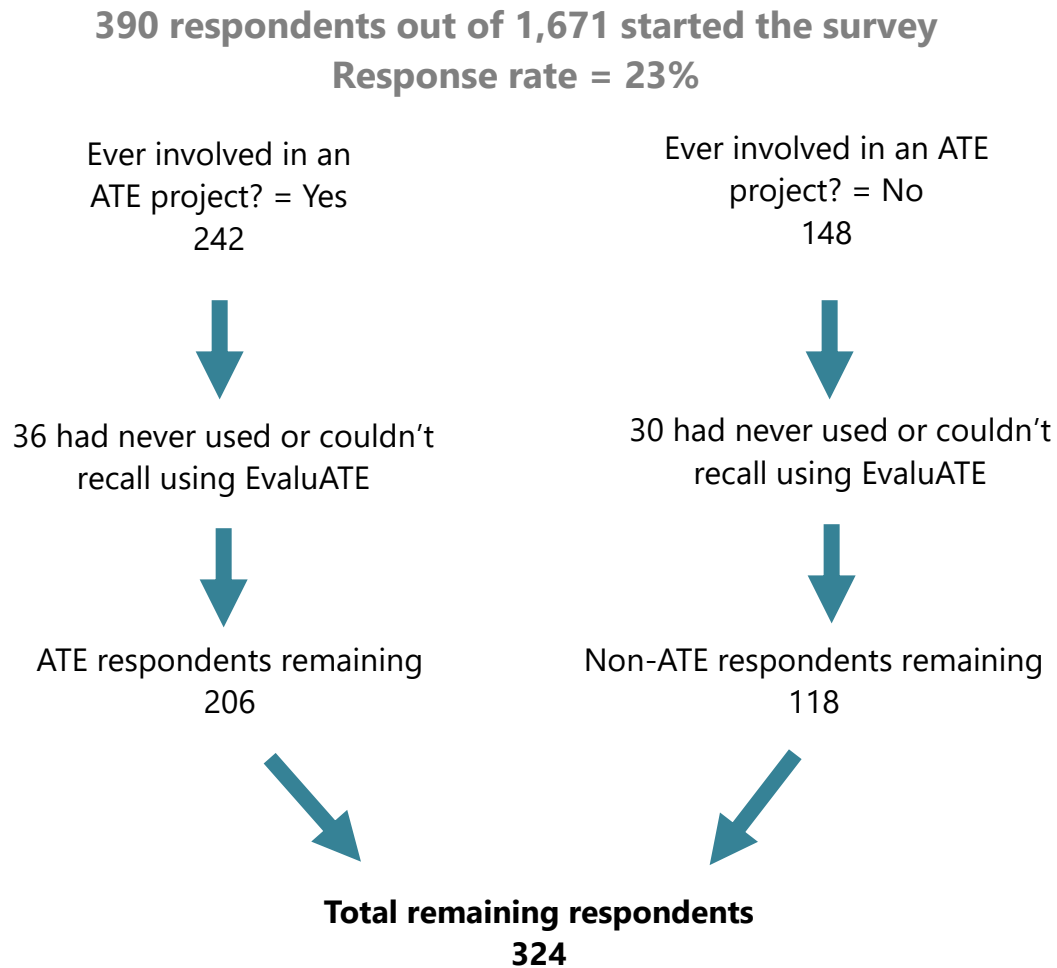 390 respondents out of 1,671 started the survey
Response rate = 23%
Ever involved in an
ATE project? = Yes
242
Ever involved in an ATE
project? = No
148
36 had never used or couldn’t
recall using EvaluATE
30 had never used or couldn’t
recall using EvaluATE
ATE respondents remaining
206
Non-ATE respondents remaining
118
Total remaining respondents
324